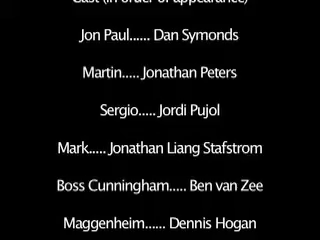 Cast (in order of appearance)
Jon Paul...... Dan Symonds
Martin..... Jonathan Peters
Sergio..... Jordi Pujol
Mark..... Jonathan Liang Stafstrom
Boss Cunningham..... Ben van Zee
Maggenheim...... Dennis Hogan